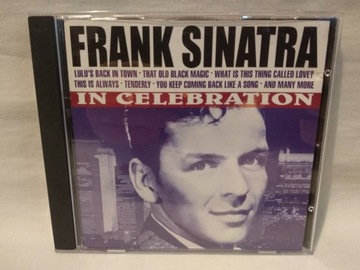 FRANK SINATRA
LULU'S BACK IN TOWN · THAT OLD BLACK MAGIC · WHAT IS THIS THING CALLED LOVE?
THIS IS ALWAYS · TENDERLY · YOU KEEP COMING BACK LIKE A SONG · AND MANY MORE
IN CELEBRATION